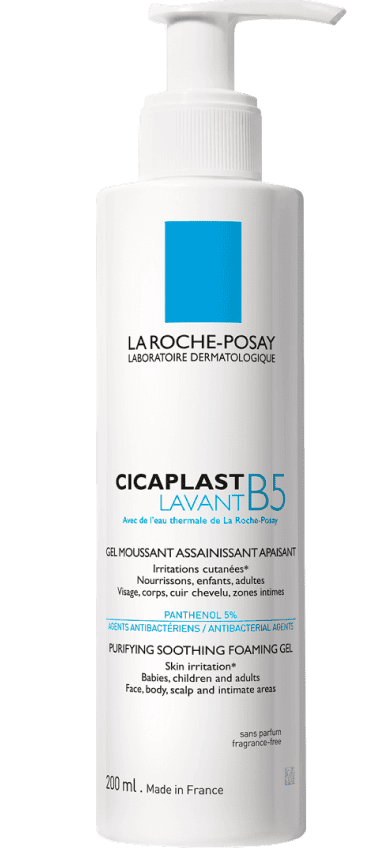 LA ROCHE-POSAY
LABORATOIRE DERMATOLOGIQUE
CICAPLAST
LAVANT B5
Avec de l'eau thermale de La Roche-Posay
GEL MOUSSANT ASSAINISSANT APAISANT
Irritations cutanées*
Nourrissons, enfants, adultes
Visage, corps, cuir chevelu, zones intimes
PANTHENOL 5%
AGENTS ANTIBACTÉRIENS / ANTIBACTERIAL AGENTS
PURIFYING SOOTHING FOAMING GEL
Skin irritation*
Babies, children and adults
Face, body, scalp and intimate areas
sans parfum
fragrance-free
200 ml . Made in France